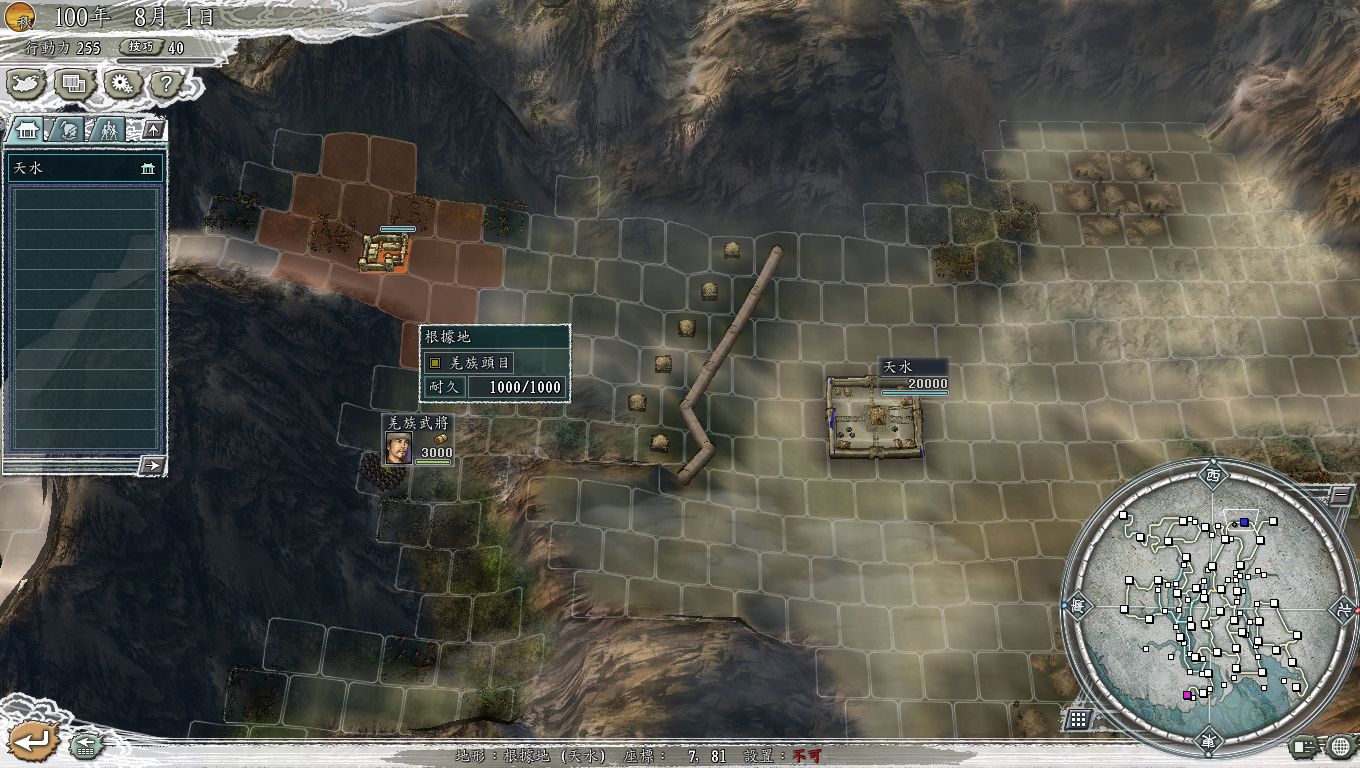 秋 100年 8月 1日
行動力 255 技巧 40
?
天水
根據地
羌族頭目
耐久 1000/1000
羌族武將
3000
天水
20000
西
北
東
地形：根據地 (天水) 座標： 7, 81 設置：不可